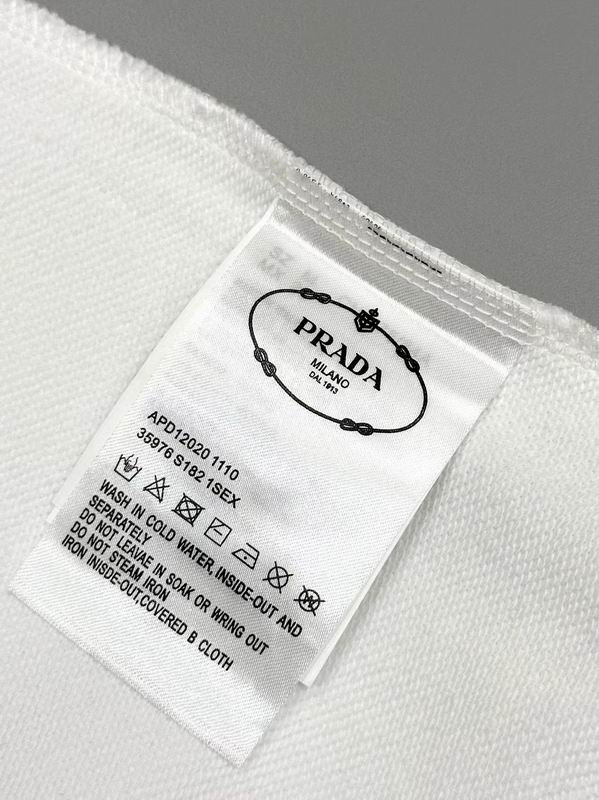 PRADA
MILANO
DAL 1913
APD12020 1110
35976 S182 1SEX
WASH IN COLD WATER, INSIDE-OUT AND
SEPARATELY
DO NOT LEAVAE IN SOAK OR WRING OUT
DO NOT STEAM IRON
IRON INISDE-OUT,COVERED B CLOTH